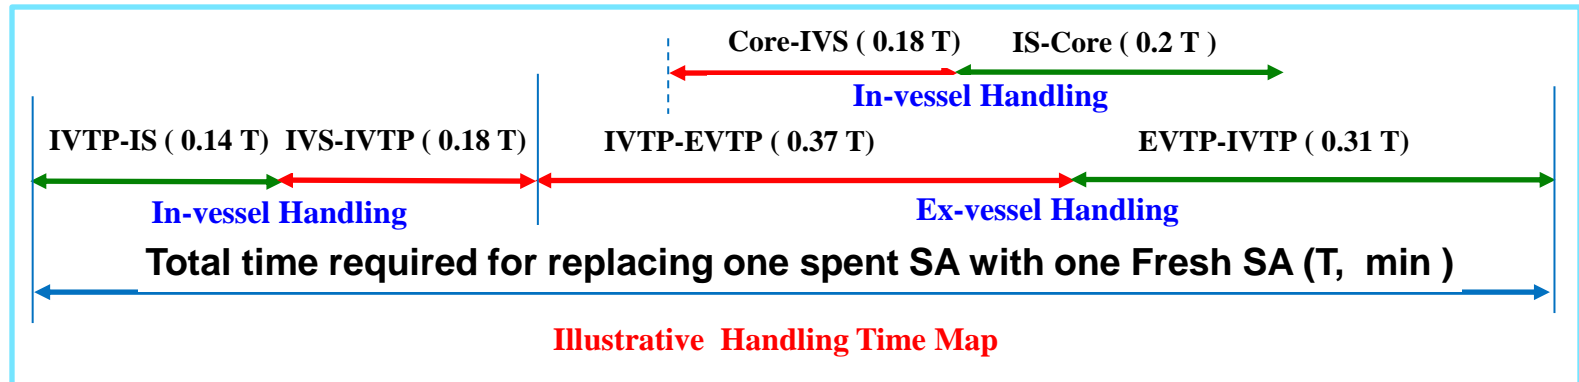 Core-IVS ( 0.18 T) IS-Core ( 0.2 T )
In-vessel Handling
IVTP-IS ( 0.14 T) IVS-IVTP ( 0.18 T) IVTP-EVTP ( 0.37 T) EVTP-IVTP ( 0.31 T)
In-vessel Handling Ex-vessel Handling
Total time required for replacing one spent SA with one Fresh SA (T, min )
Illustrative Handling Time Map